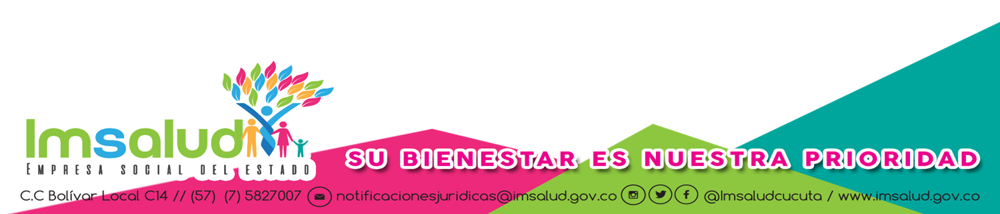 Imsalud
EMPRESA SOCIAL DEL ESTADO
SU BIENESTAR ES NUESTRA PRIORIDAD
C.C Bolívar Local C14 // (57) (7) 5827007 notificacionesjuridicas@imsalud.gov.co @Imsaludcucuta / www.imsalud.gov.co